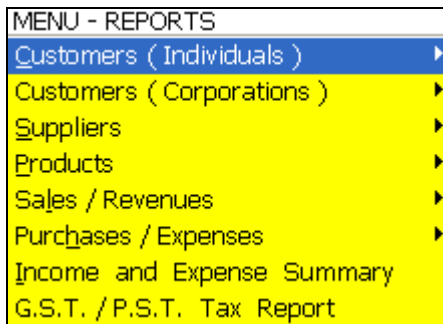 MENU - REPORTS
Customers ( Individuals )
Customers ( Corporations )
Suppliers
Products
Sales / Revenues
Purchases / Expenses
Income and Expense Summary
G.S.T. / P.S.T. Tax Report